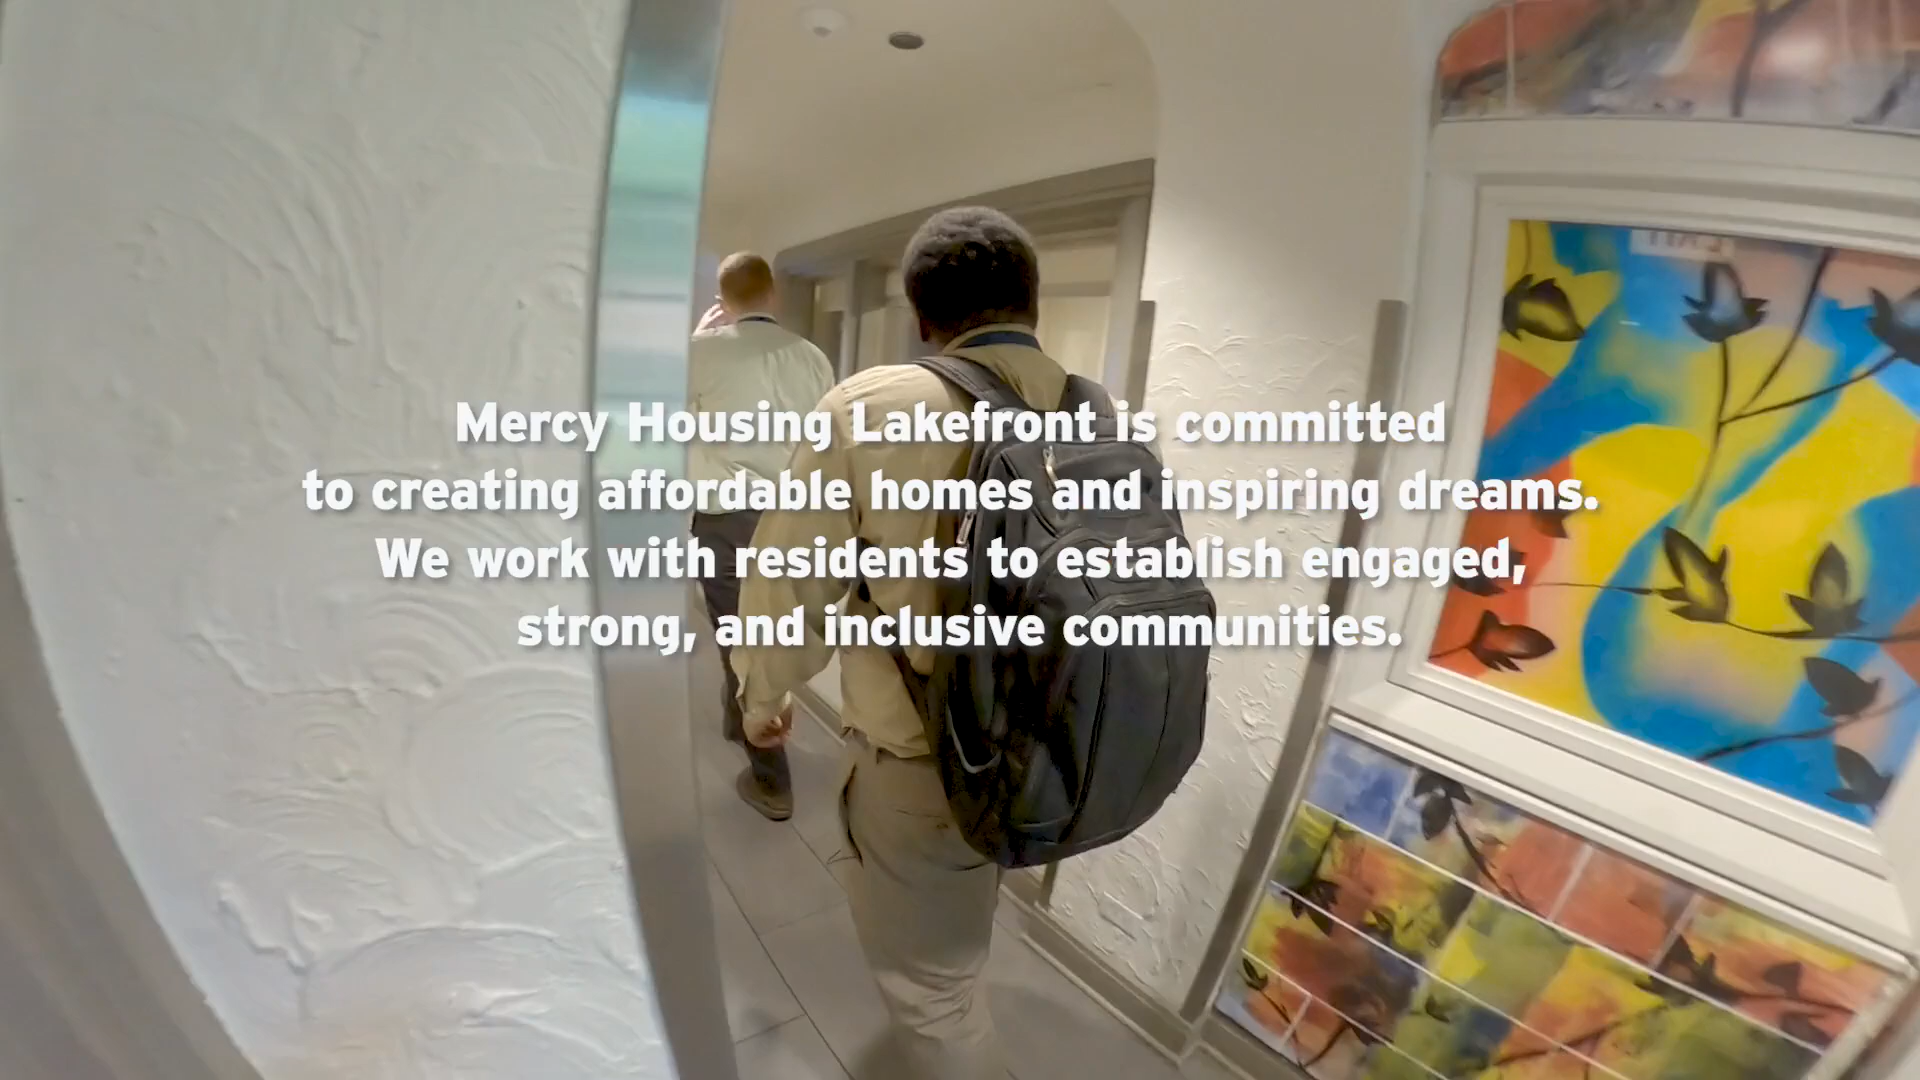 Mercy Housing Lakefront is committed
to creating affordable homes and inspiring dreams.
We work with residents to establish engaged,
strong, and inclusive communities.